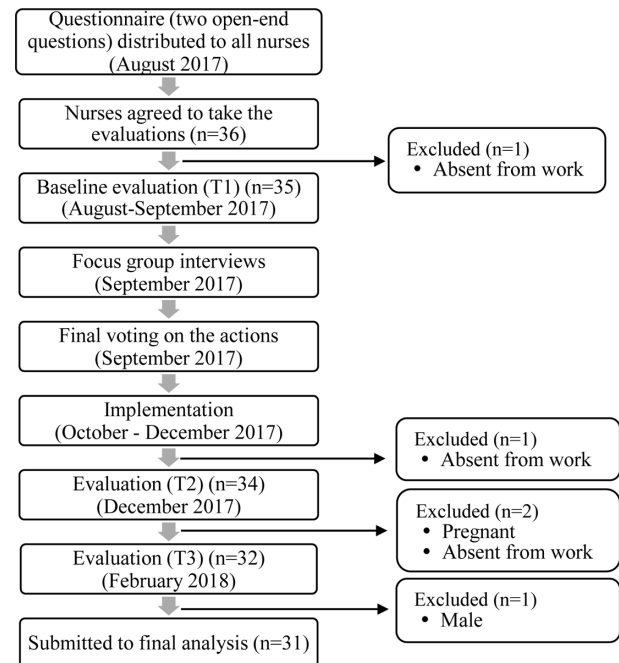 Questionnaire (two open-end
questions) distributed to all nurses
(August 2017)
Nurses agreed to take the
evaluations (n=36)
Excluded (n=1)
• Absent from work
Baseline evaluation (T1) (n=35)
(August-September 2017)
Focus group interviews
(September 2017)
Final voting on the actions
(September 2017)
Implementation
(October - December 2017)
Excluded (n=1)
• Absent from work
Evaluation (T2) (n=34)
(December 2017)
Excluded (n=2)
• Pregnant
• Absent from work
Evaluation (T3) (n=32)
(February 2018)
Excluded (n=1)
• Male
Submitted to final analysis (n=31)